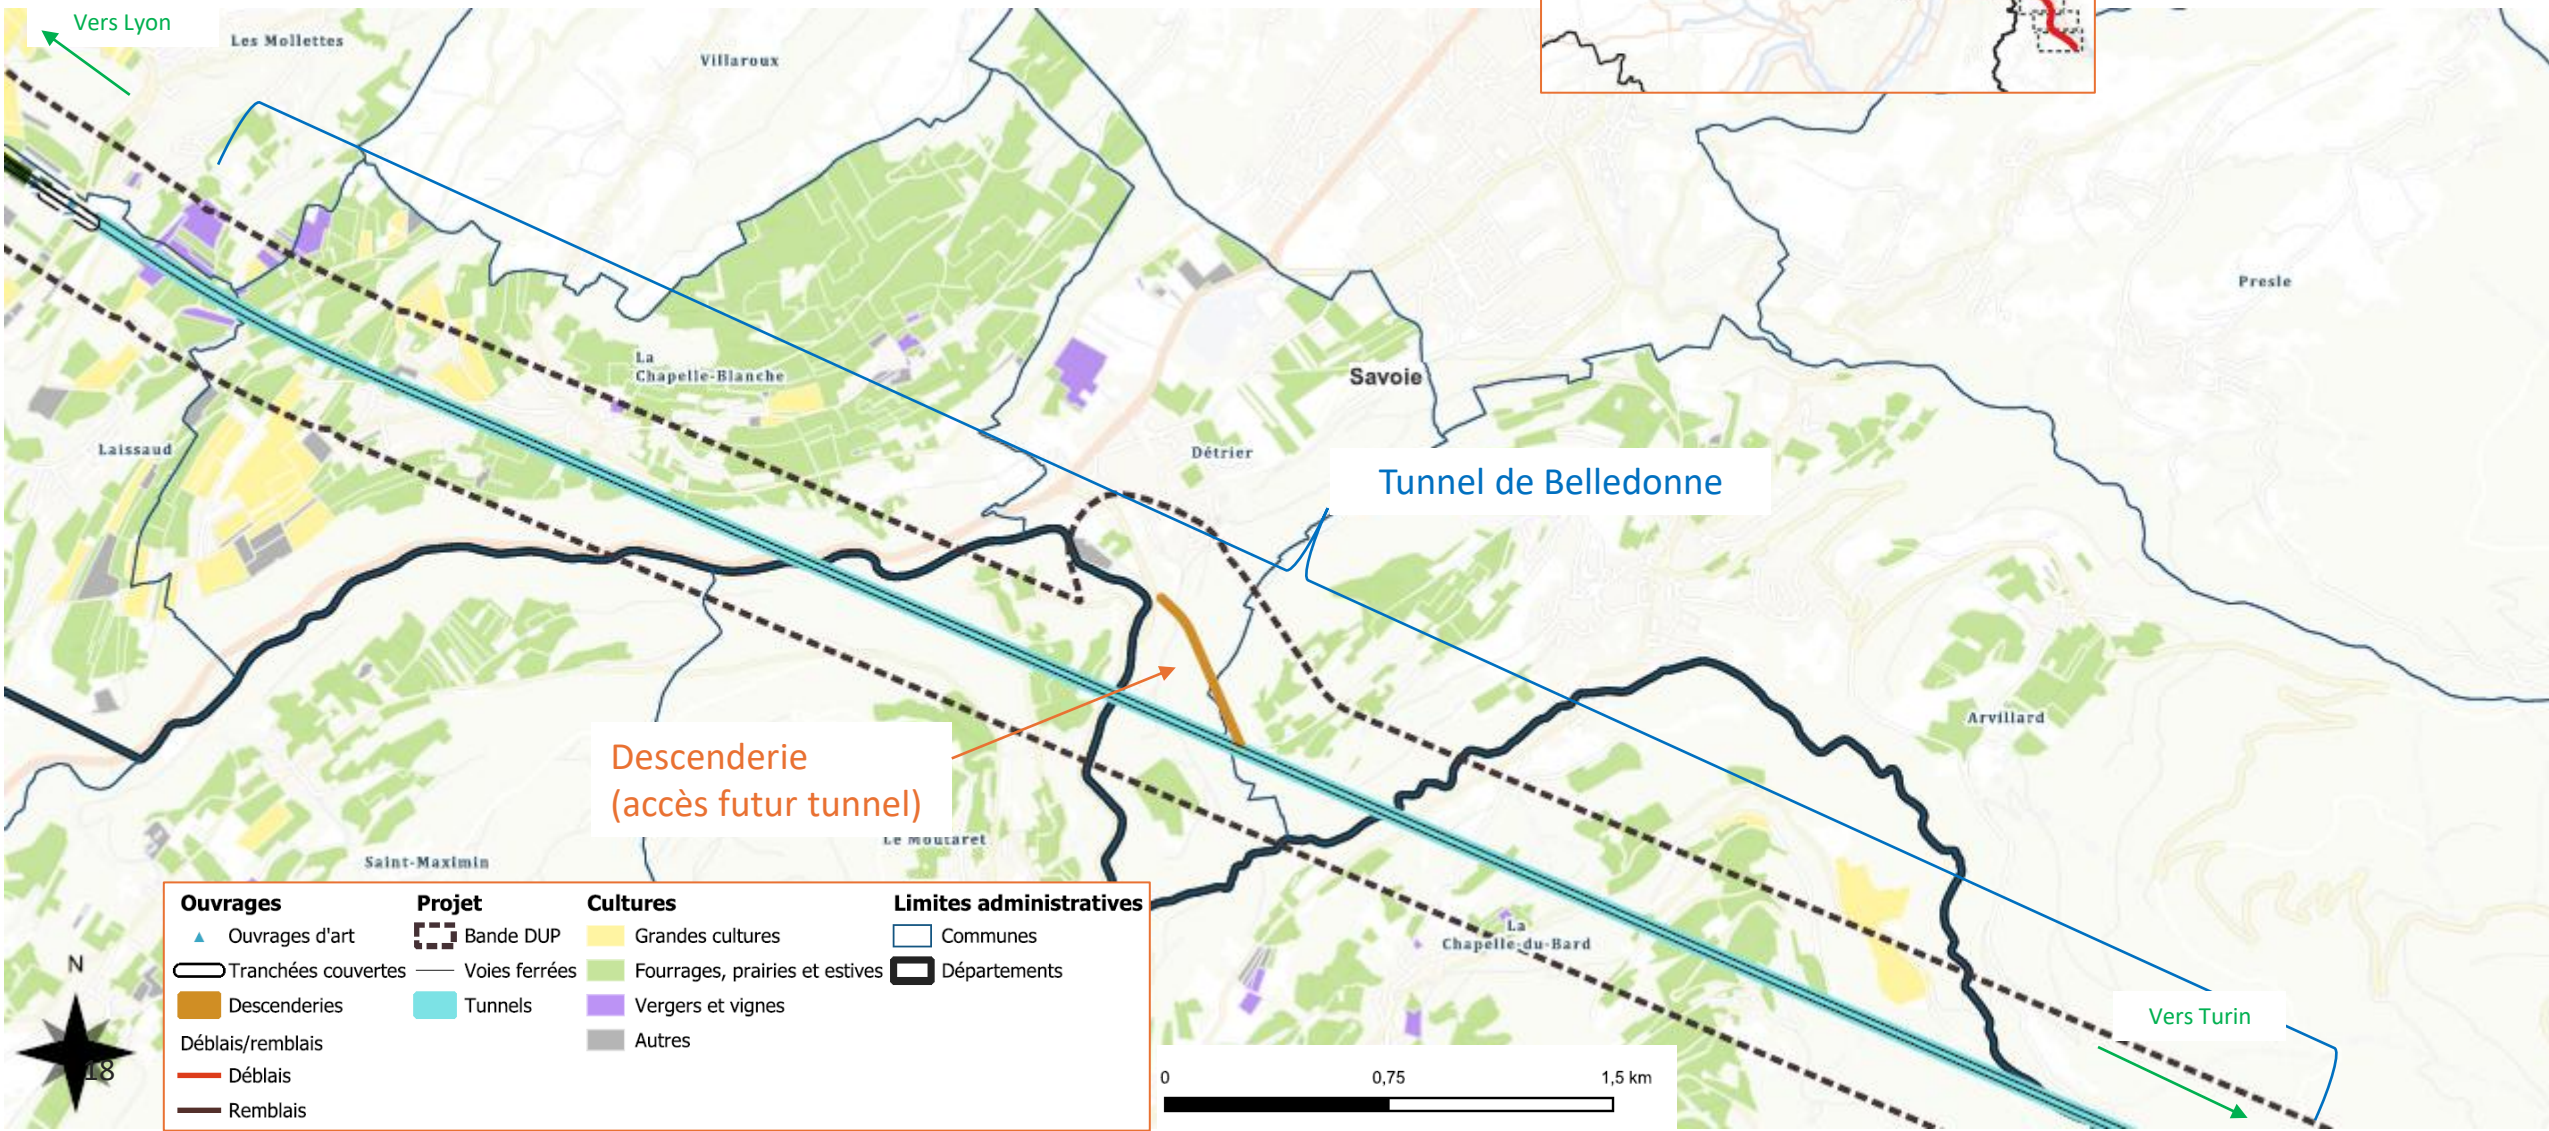 Vers Lyon
Les Mollettes
Villaroux
Presle
La
Chapelle-Blanche
Savoie
Laissaud
Détrier
Tunnel de Belledonne
Arvillard
Descenderie
(accès futur tunnel)
Le Moutaret
Saint-Maximin
La
Chapelle-du-Bard
Vers Turin
Ouvrages
Ouvrages d'art
Tranchées couvertes
Descenderies
Déblais/remblais
Déblais
Remblais
Projet
Bande DUP
Voies ferrées
Tunnels
Cultures
Grandes cultures
Fourrages, prairies et estives
Vergers et vignes
Autres
Limites administratives
Communes
Départements
N
18
0 0,75 1,5 km